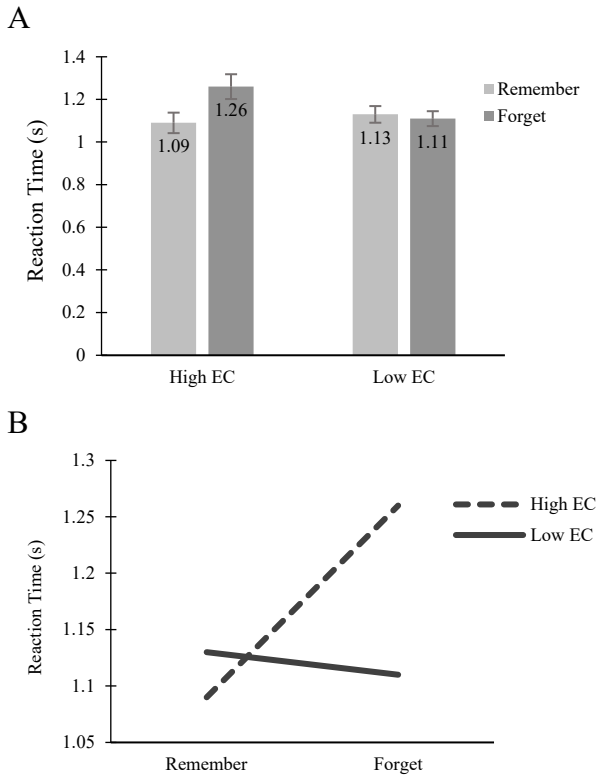 A
1.4
1.2
1
0.8
0.6
0.4
0.2
0
Reaction Time (s)
1.09
1.26
1.13
1.11
High EC
Low EC
Remember
Forget
B
1.3
1.25
1.2
1.15
1.1
1.05
Reaction Time (s)
Remember
Forget
High EC
Low EC